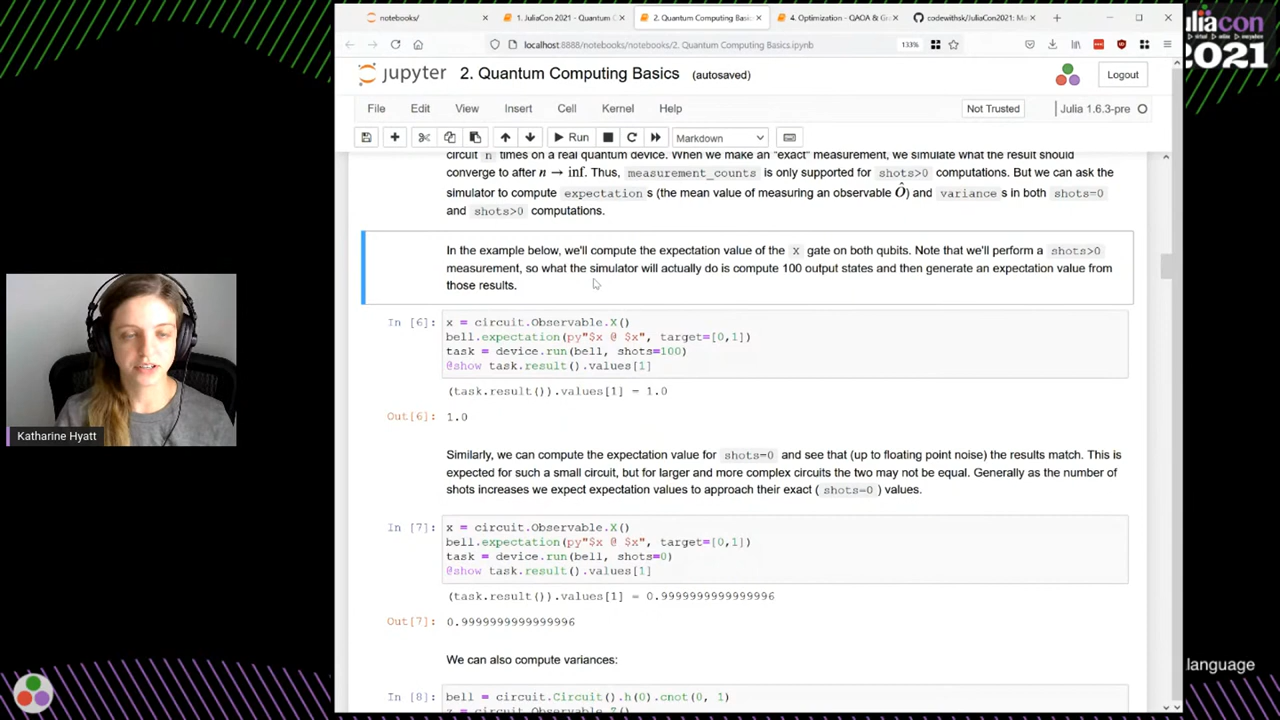 notebooks/
1. JuliaCon 2021 - Quantum C
2. Quantum Computing Basic
4. Optimization - QAOA & Gr
codewithsk/JuliaCon2021: Ma
localhost:8888/notebooks/notebooks/2. Quantum Computing Basics.ipynb
133%
jupyter
2. Quantum Computing Basics
(autosaved)
Logout
File Edit View Insert Cell Kernel Help
Not Trusted
Julia 1.6.3-pre
Run
Markdown
circuit n times on a real quantum device. When we make an "exact" measurement, we simulate what the result should
converge to after n → inf. Thus, measurement_counts is only supported for shots>0 computations. But we can ask the
simulator to compute expectation s (the mean value of measuring an observable Ô) and variance s in both shots=0
and shots>0 computations.
In the example below, we'll compute the expectation value of the X gate on both qubits. Note that we'll perform a shots>0
measurement, so what the simulator will actually do is compute 100 output states and then generate an expectation value from
those results.
In [6]: x = circuit.Observable.X()
bell.expectation(py"$x @ $x", target=[0,1])
task = device.run(bell, shots=100)
@show task.result().values[1]
(task.result()).values[1] = 1.0
Out[6]: 1.0
Similarly, we can compute the expectation value for shots=0 and see that (up to floating point noise) the results match. This is
expected for such a small circuit, but for larger and more complex circuits the two may not be equal. Generally as the number of
shots increases we expect expectation values to approach their exact ( shots=0 ) values.
In [7]: x = circuit.Observable.X()
bell.expectation(py"$x @ $x", target=[0,1])
task = device.run(bell, shots=0)
@show task.result().values[1]
(task.result()).values[1] = 0.9999999999999996
Out[7]: 0.9999999999999996
We can also compute variances:
In [8]: bell = circuit.Circuit().h(0).cnot(0, 1)
Katharine Hyatt
juliacon
2021
language